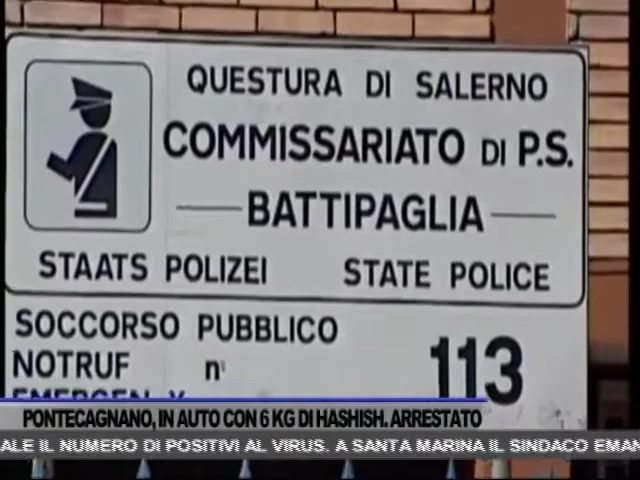 QUESTURA DI SALERNO
COMMISSARIATO DI P.S.
BATTIPAGLIA
STAATS POLIZEI STATE POLICE
SOCCORSO PUBBLICO
NOTRUF n° 113
PONTECAGNANO, IN AUTO CON 6 KG DI HASHISH. ARRESTATO
ALE IL NUMERO DI POSITIVI AL VIRUS. A SANTA MARINA IL SINDACO EMAN